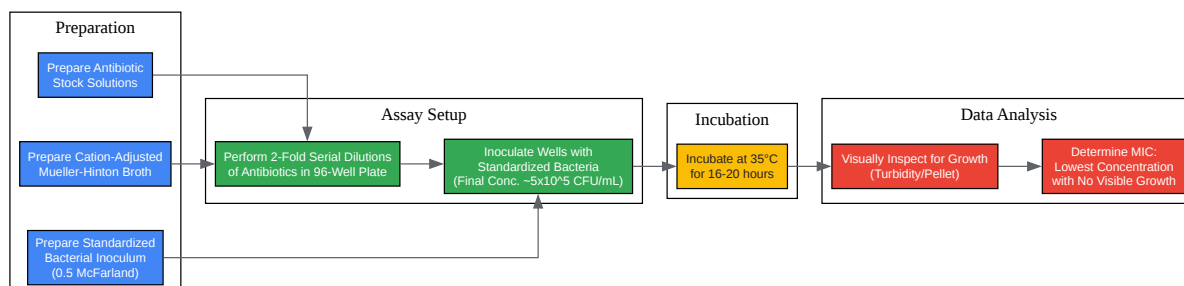 Preparation
Prepare Antibiotic
Stock Solutions
Prepare Cation-Adjusted
Mueller-Hinton Broth
Prepare Standardized
Bacterial Inoculum
(0.5 McFarland)
Assay Setup
Perform 2-Fold Serial Dilutions
of Antibiotics in 96-Well Plate
Inoculate Wells with
Standardized Bacteria
(Final Conc. ~5x10^5 CFU/mL)
Incubation
Incubate at 35°C
for 16-20 hours
Data Analysis
Visually Inspect for Growth
(Turbidity/Pellet)
Determine MIC:
Lowest Concentration
with No Visible Growth